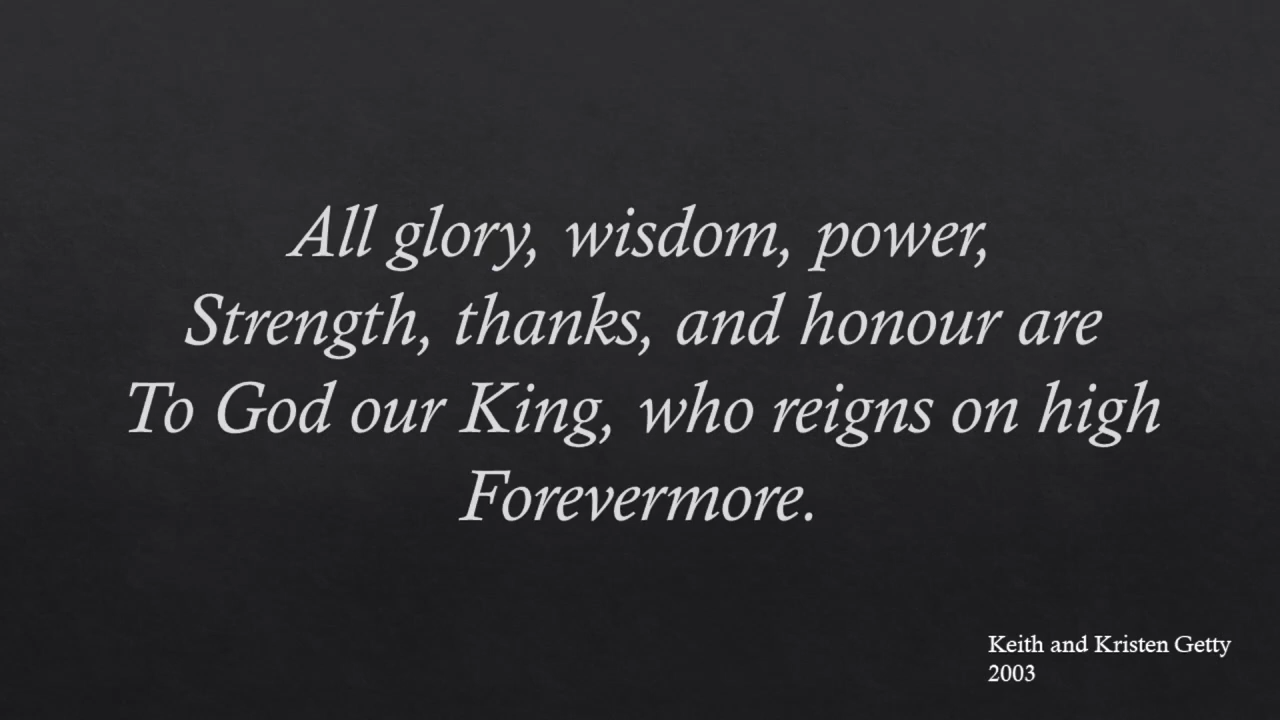 All glory, wisdom, power,
Strength, thanks, and honour are
To God our King, who reigns on high
Forevermore.
Keith and Kristen Getty
2003